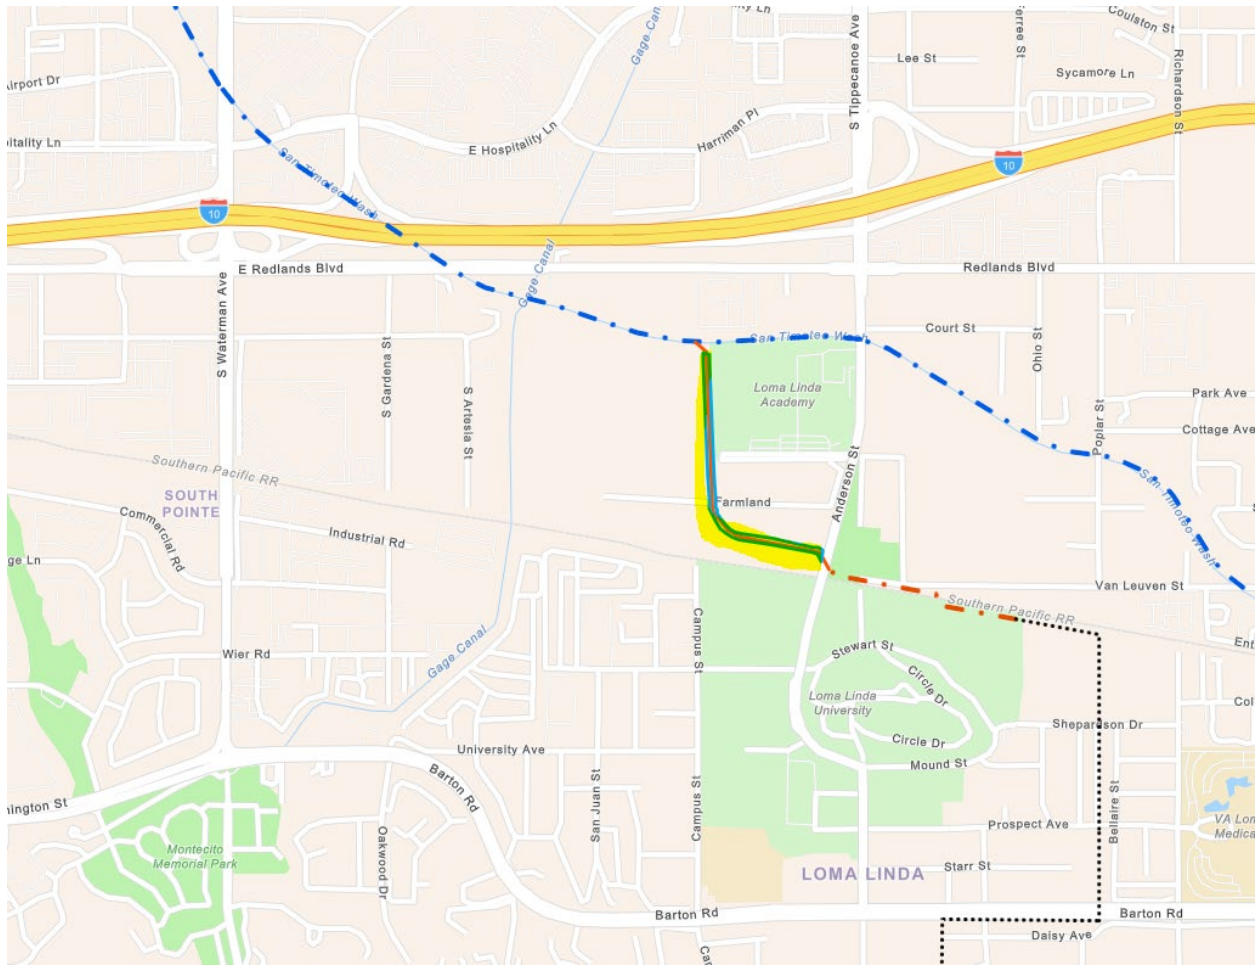 Ln
Coulston St
S Tippecanoe Ave
Gage Canal
Lee St
Sycamore Ln
Richardson St
Airport Dr
E Hospitality Ln
Harriman Pl
10
San Timoteo Wash
10
E Redlands Blvd
Redlands Blvd
Gage Canal
S Waterman Ave
San Timoteo Wash
Court St
Ohio St
S Gardena St
S Artesia St
Loma Linda
Academy
Park Ave
Poplar St
Cottage Ave
Southern Pacific RR
SOUTH
POINTE
Commercial Rd
Farmland
Anderson St
San Timoteo Wash
Industrial Rd
Van Leuven St
Southern Pacific RR
Campus St
Gage Canal
Wier Rd
Stewart St
Circle Dr
Loma Linda
University
Shepardson Dr
Circle Dr
University Ave
Mound St
Barton Rd
San Juan St
Campus St
Bellaire St
Prospect Ave
Oakwood Dr
Montecito
Memorial Park
Starr St
LOMA LINDA
Barton Rd
Barton Rd
Daisy Ave